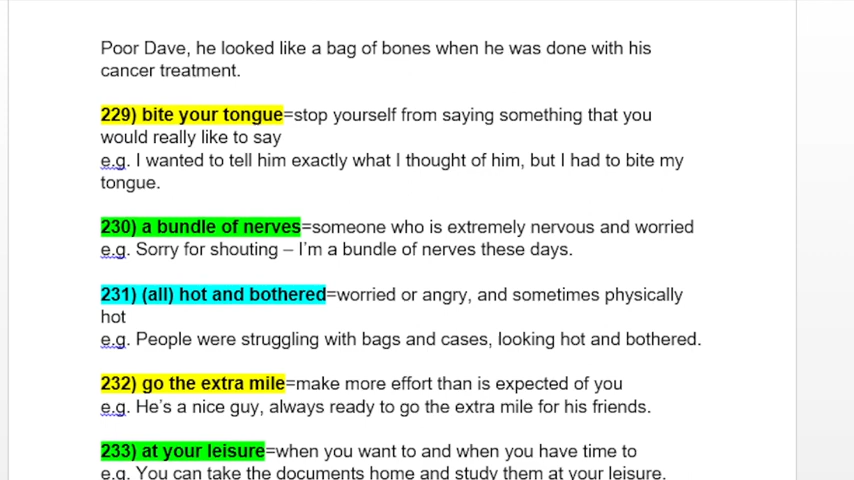 Poor Dave, he looked like a bag of bones when he was done with his
cancer treatment.
229) bite your tongue=stop yourself from saying something that you
would really like to say
e.g. I wanted to tell him exactly what I thought of him, but I had to bite my
tongue.
230) a bundle of nerves=someone who is extremely nervous and worried
e.g. Sorry for shouting – I’m a bundle of nerves these days.
231) (all) hot and bothered=worried or angry, and sometimes physically
hot
e.g. People were struggling with bags and cases, looking hot and bothered.
232) go the extra mile=make more effort than is expected of you
e.g. He’s a nice guy, always ready to go the extra mile for his friends.
233) at your leisure=when you want to and when you have time to
e.g. You can take the documents home and study them at your leisure.